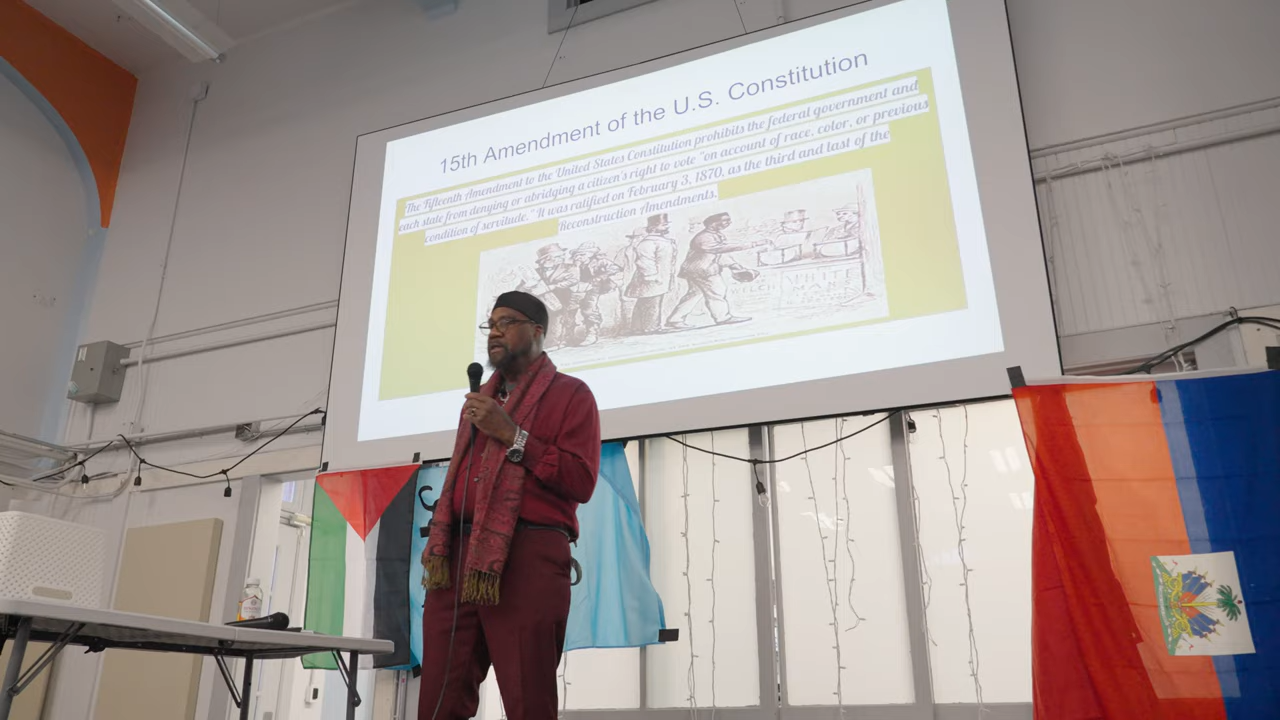 15th Amendment of the U.S. Constitution
The Fifteenth Amendment to the United States Constitution prohibits the federal government and
each state from denying or abridging a citizen's right to vote "on account of race, color, or previous
condition of servitude." It was ratified on February 3, 1870, as the third and last of the
Reconstruction Amendments.
WHITE
MAN'S